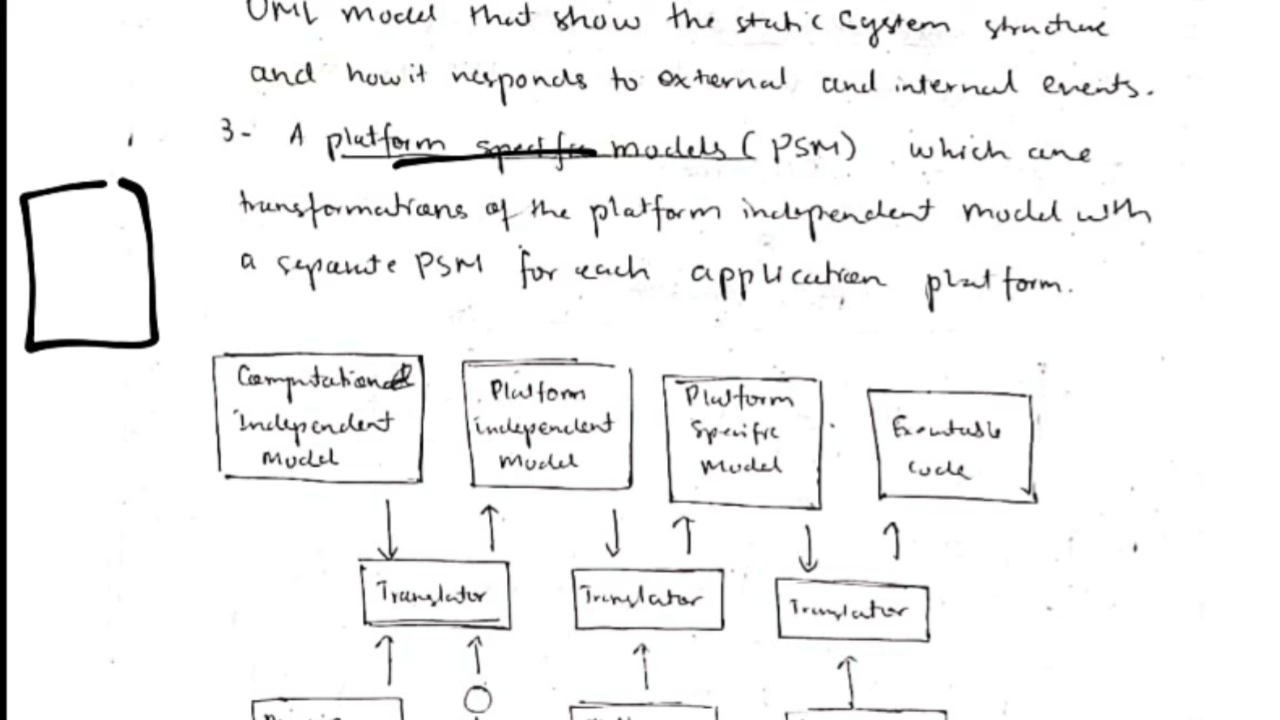 UML model that show the static system structure
and how it responds to external and internal events.
3- A platform specific models (PSM) which are
transformations of the platform independent model with
a separate PSM for each application platform.
Computational
Independent
Model
Platform
independent
Model
Platform
Specific
Model
Executable
code
Translator
Translator
Translator